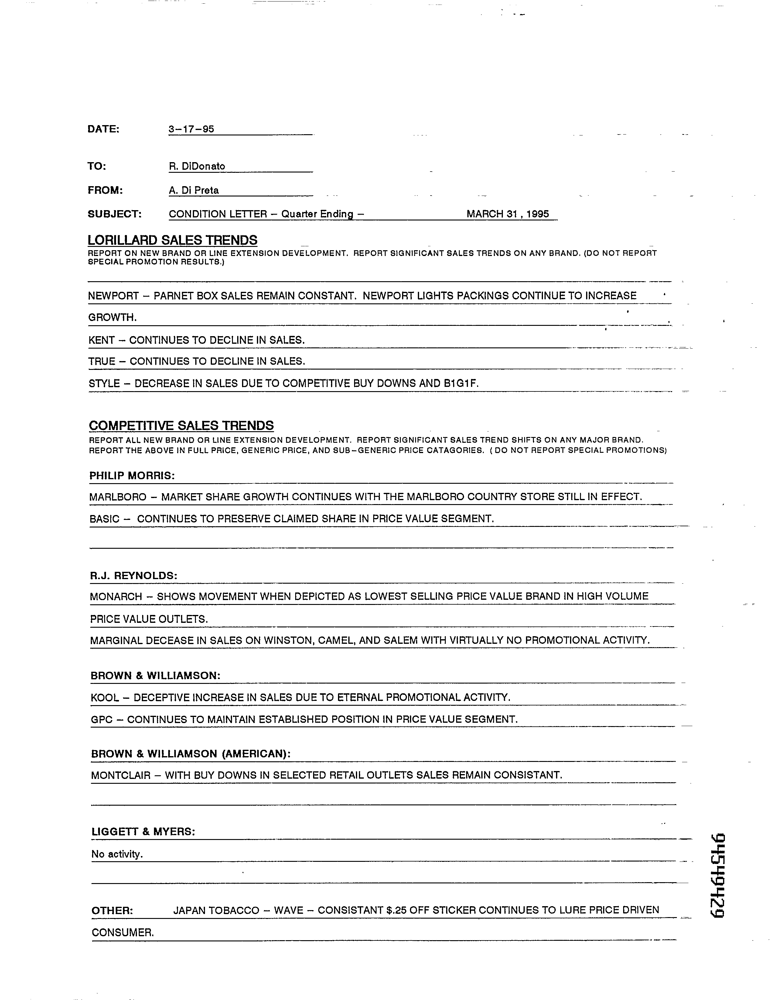 DATE: 3-17-95
TO: R. DiDonato
FROM: A. Di Preta
SUBJECT: CONDITION LETTER – Quarter Ending – MARCH 31 , 1995
LORILLARD SALES TRENDS
REPORT ON NEW BRAND OR LINE EXTENSION DEVELOPMENT. REPORT SIGNIFICANT SALES TRENDS ON ANY BRAND. (DO NOT REPORT
SPECIAL PROMOTION RESULTS.)
NEWPORT – PARNET BOX SALES REMAIN CONSTANT. NEWPORT LIGHTS PACKINGS CONTINUE TO INCREASE
GROWTH.
KENT – CONTINUES TO DECLINE IN SALES.
TRUE – CONTINUES TO DECLINE IN SALES.
STYLE – DECREASE IN SALES DUE TO COMPETITIVE BUY DOWNS AND B1G1F.
COMPETITIVE SALES TRENDS
REPORT ALL NEW BRAND OR LINE EXTENSION DEVELOPMENT. REPORT SIGNIFICANT SALES TREND SHIFTS ON ANY MAJOR BRAND.
REPORT THE ABOVE IN FULL PRICE, GENERIC PRICE, AND SUB-GENERIC PRICE CATAGORIES. ( DO NOT REPORT SPECIAL PROMOTIONS)
PHILIP MORRIS:
MARLBORO – MARKET SHARE GROWTH CONTINUES WITH THE MARLBORO COUNTRY STORE STILL IN EFFECT.
BASIC – CONTINUES TO PRESERVE CLAIMED SHARE IN PRICE VALUE SEGMENT.
R.J. REYNOLDS:
MONARCH – SHOWS MOVEMENT WHEN DEPICTED AS LOWEST SELLING PRICE VALUE BRAND IN HIGH VOLUME
PRICE VALUE OUTLETS.
MARGINAL DECEASE IN SALES ON WINSTON, CAMEL, AND SALEM WITH VIRTUALLY NO PROMOTIONAL ACTIVITY.
BROWN & WILLIAMSON:
KOOL – DECEPTIVE INCREASE IN SALES DUE TO ETERNAL PROMOTIONAL ACTIVITY.
GPC – CONTINUES TO MAINTAIN ESTABLISHED POSITION IN PRICE VALUE SEGMENT.
BROWN & WILLIAMSON (AMERICAN):
MONTCLAIR – WITH BUY DOWNS IN SELECTED RETAIL OUTLETS SALES REMAIN CONSISTANT.
LIGGETT & MYERS:
No activity.
OTHER: JAPAN TOBACCO – WAVE – CONSISTANT $.25 OFF STICKER CONTINUES TO LURE PRICE DRIVEN
CONSUMER.
94549429